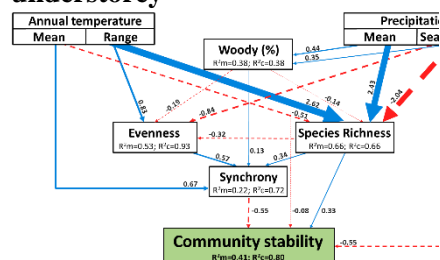 understorey
Annual temperature
Mean Range
Precipitatio
Mean Sea
Woody (%)
R²m=0.38; R²c=0.38
0.44
0.35
0.83
-0.19
-0.84
2.62
-0.51
-0.14
2.43
-2.04
Evenness
R²m=0.53; R²c=0.93
-0.32
Species Richness
R²m=0.66; R²c=0.66
0.57
0.13
0.34
Synchrony
R²m=0.22; R²c=0.72
0.67
-0.55
-0.08
0.33
Community stability
R²m=0.41; R²c=0.80
-0.55